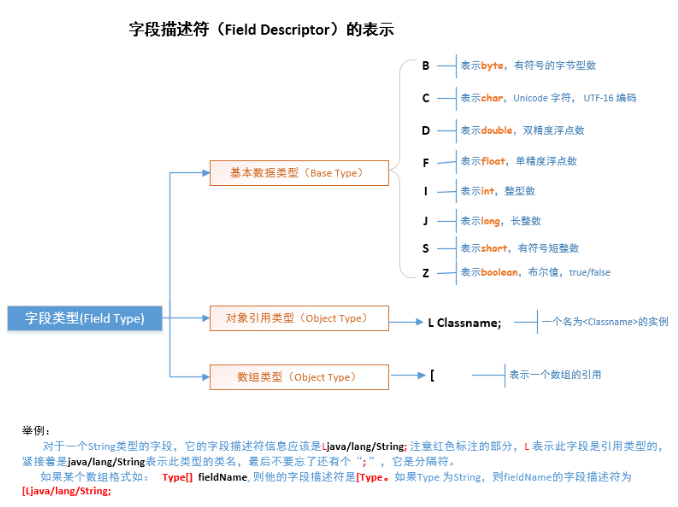 字段描述符（Field Descriptor）的表示
B 表示byte，有符号的字节型数
C 表示char，Unicode 字符， UTF-16 编码
D 表示double，双精度浮点数
F 表示float，单精度浮点数
I 表示int，整型数
J 表示long，长整数
S 表示short，有符号短整数
Z 表示boolean，布尔值，true/false
基本数据类型（Base Type）
字段类型(Field Type)
对象引用类型（Object Type） L Classname; 一个名为<Classname>的实例
数组类型（Object Type） [ 表示一个数组的引用
举例：
对于一个String类型的字段，它的字段描述符信息应该是Ljava/lang/String; 注意红色标注的部分，L 表示此字段是引用类型的，
紧接着是java/lang/String表示此类型的类名，最后不要忘了还有个“;”，它是分隔符。
如果某个数组格式如： Type[] fieldName, 则他的字段描述符是[Type。如果Type 为String，则fieldName的字段描述符为
[Ljava/lang/String;